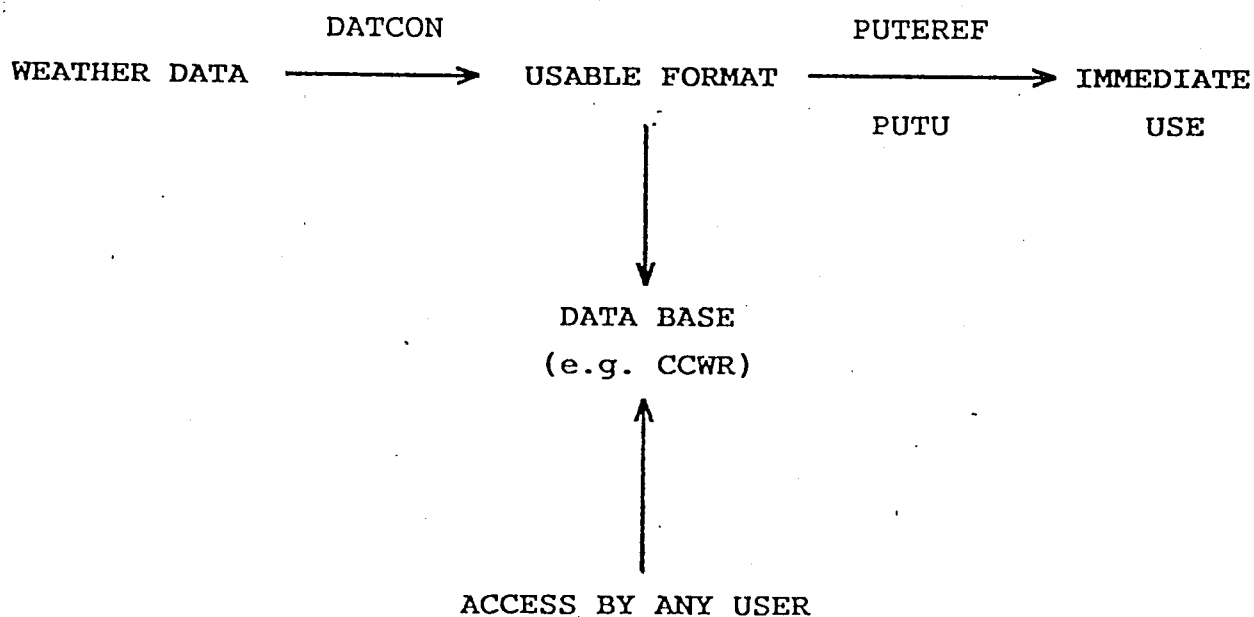 DATCON
PUTEREF
WEATHER DATA
USABLE FORMAT
IMMEDIATE
PUTU
USE
DATA BASE
(e.g. CCWR)
ACCESS BY ANY USER